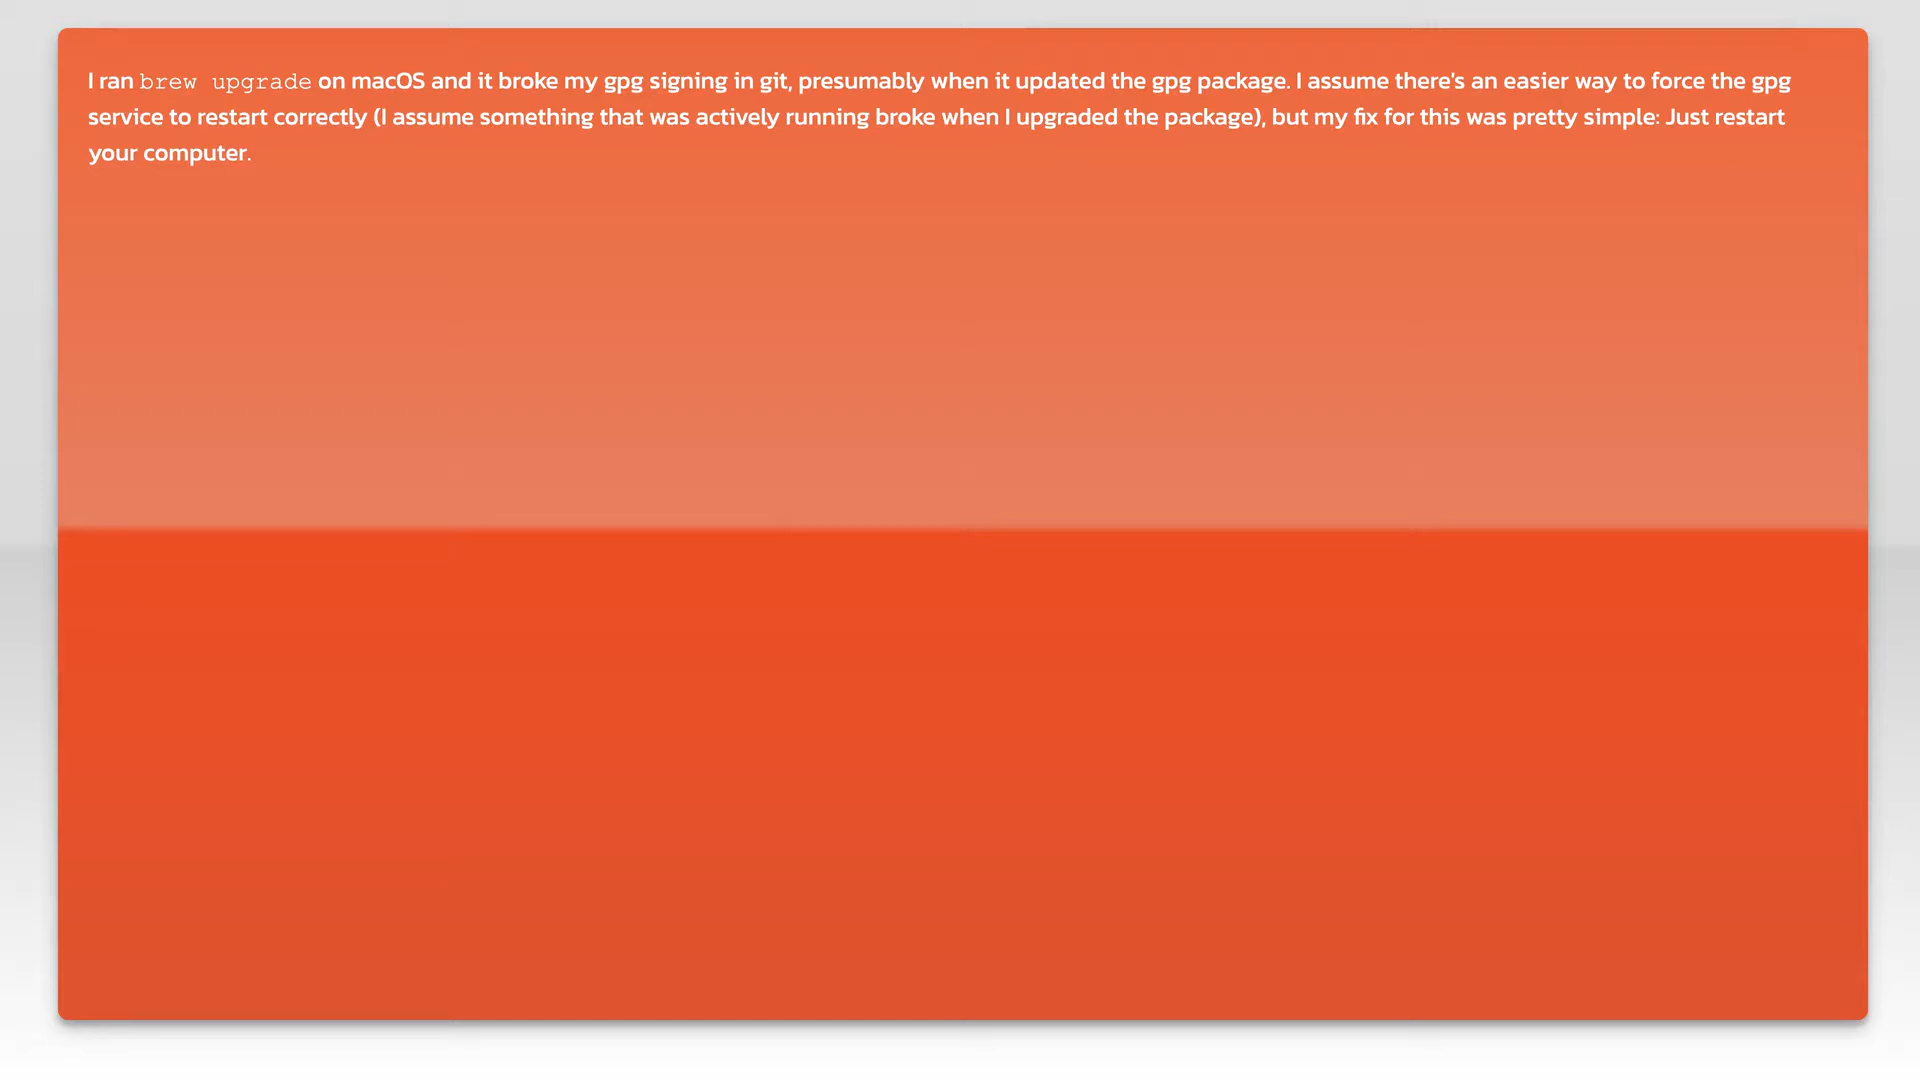 I ran brew upgrade on macOS and it broke my gpg signing in git, presumably when it updated the gpg package. I assume there's an easier way to force the gpg
service to restart correctly (I assume something that was actively running broke when I upgraded the package), but my fix for this was pretty simple: Just restart
your computer.